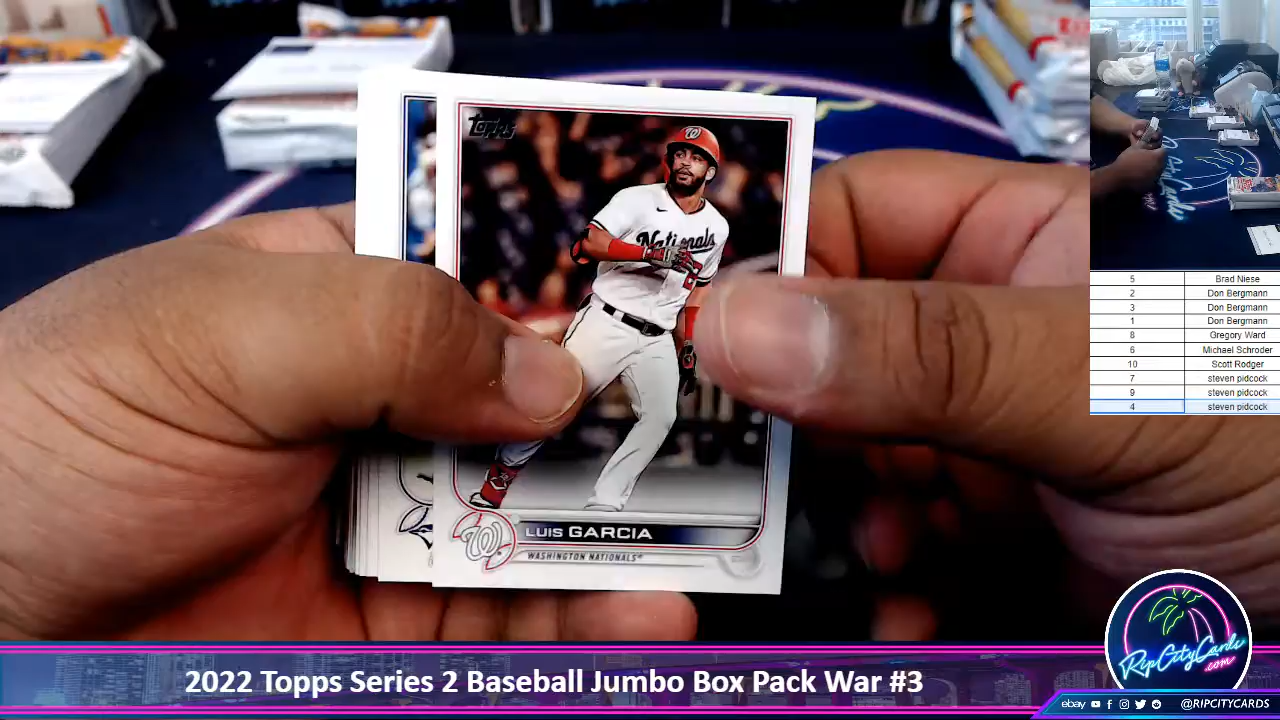 Topps
Nationals
LUIS GARCIA
WASHINGTON NATIONALS
5 Brad Niese
2 Don Bergmann
3 Don Bergmann
1 Don Bergmann
8 Gregory Ward
6 Michael Schroder
10 Scott Rodger
7 steven pidcock
9 steven pidcock
4 steven pidcock
RipCityCards
.com
2022 Topps Series 2 Baseball Jumbo Box Pack War #3
ebay @RIPCITYCARDS